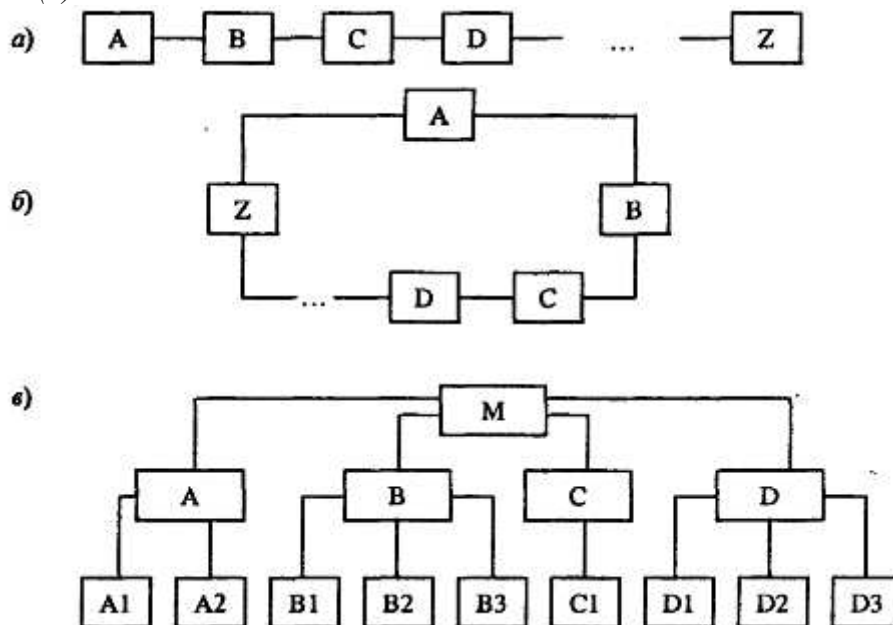 а) A B C D ... Z
A
б) Z B
... D C
в) M
A B C D
A1 A2 B1 B2 B3 C1 D1 D2 D3